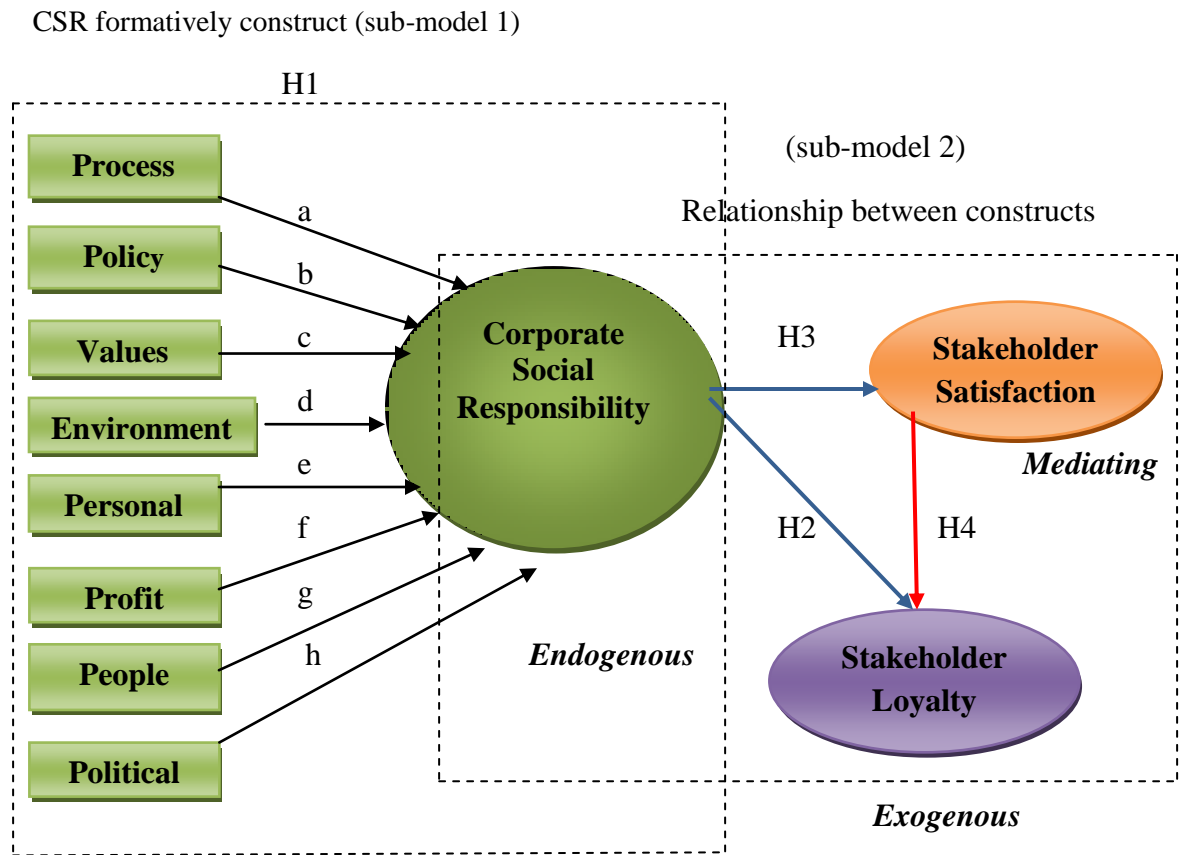 CSR formatively construct (sub-model 1)
H1
(sub-model 2)
Relationship between constructs
Process
a
Policy
b
Values
c
Environment
d
Personal
e
Profit
f
People
g
Political
h
Corporate
Social
Responsibility
Endogenous
H3
Stakeholder
Satisfaction
Mediating
H2
H4
Stakeholder
Loyalty
Exogenous